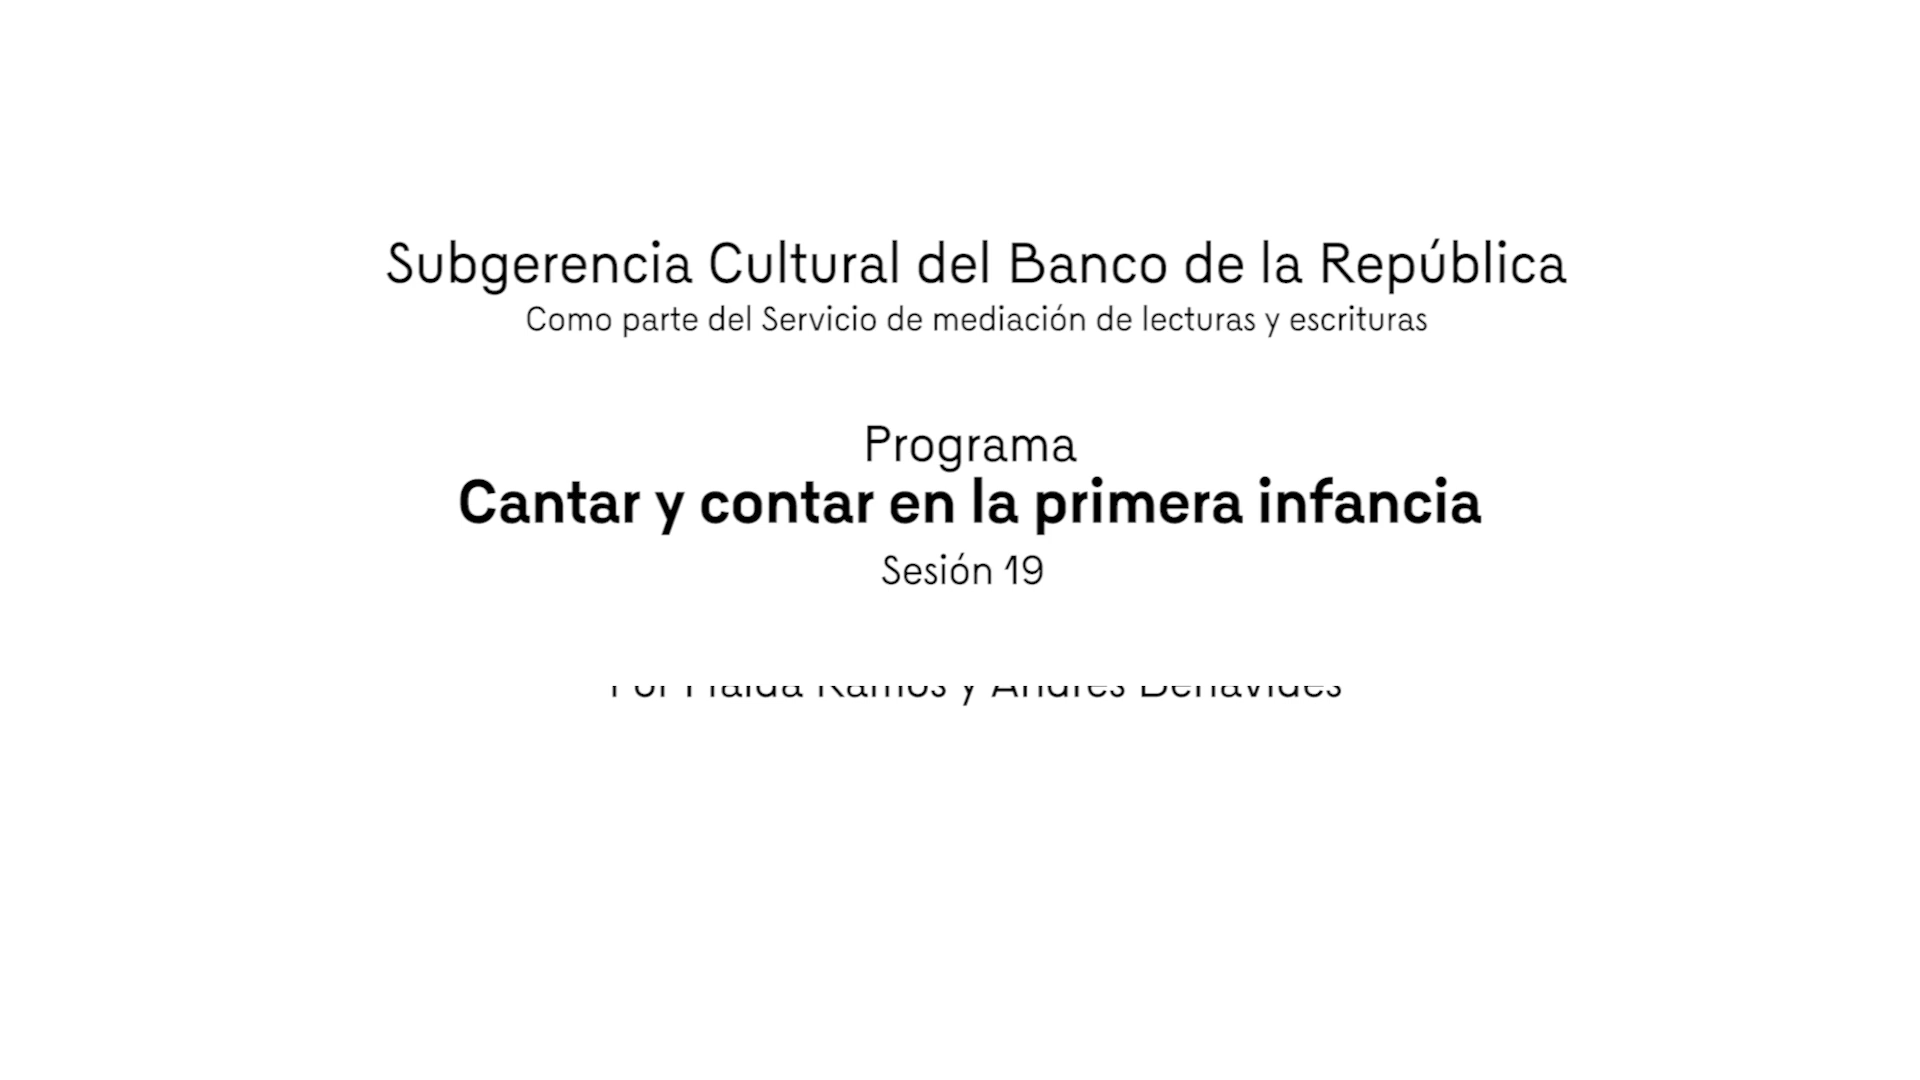 Subgerencia Cultural del Banco de la República
Como parte del Servicio de mediación de lecturas y escrituras
Programa
Cantar y contar en la primera infancia
Sesión 19
y